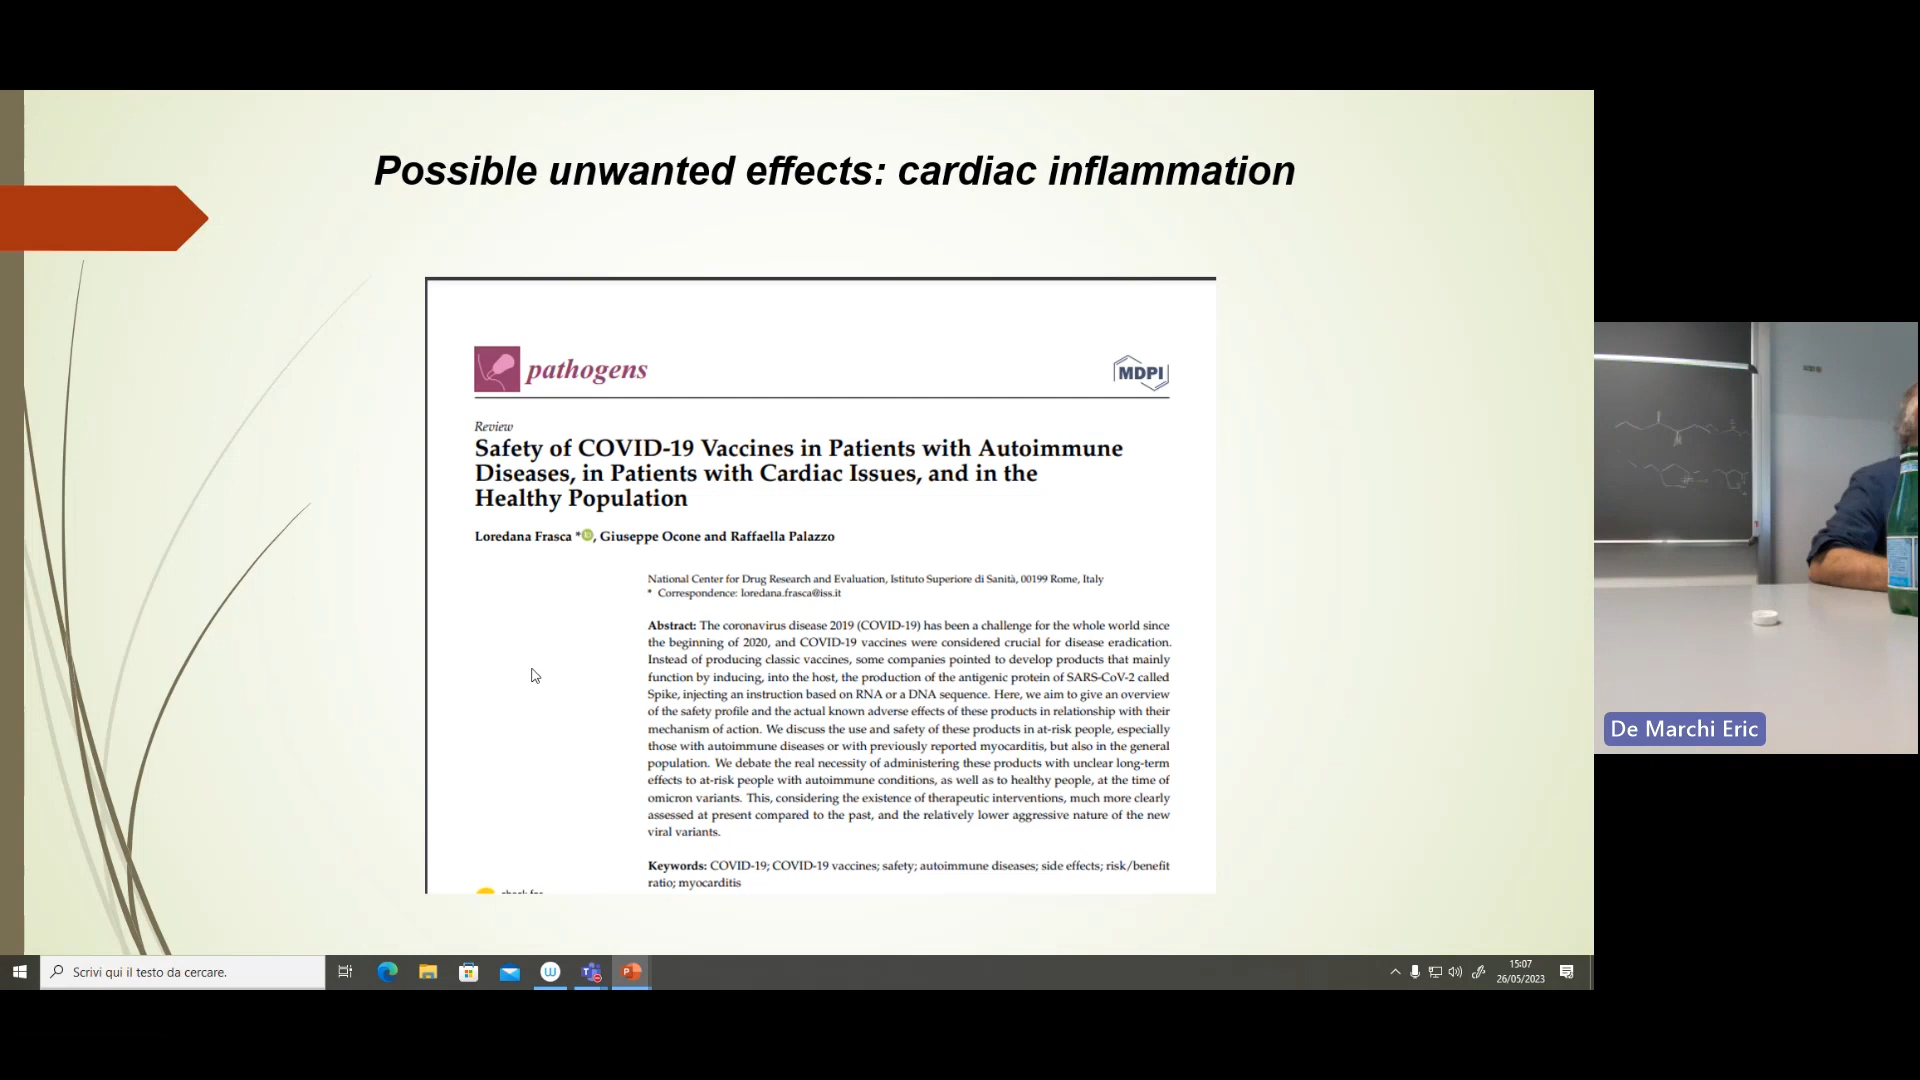 Possible unwanted effects: cardiac inflammation
pathogens
MDPI
Review
Safety of COVID-19 Vaccines in Patients with Autoimmune
Diseases, in Patients with Cardiac Issues, and in the
Healthy Population
Loredana Frasca *, Giuseppe Ocone and Raffaella Palazzo
National Center for Drug Research and Evaluation, Istituto Superiore di Sanità, 00199 Rome, Italy
* Correspondence: loredana.frasca@iss.it
Abstract: The coronavirus disease 2019 (COVID-19) has been a challenge for the whole world since
the beginning of 2020, and COVID-19 vaccines were considered crucial for disease eradication.
Instead of producing classic vaccines, some companies pointed to develop products that mainly
function by inducing, into the host, the production of the antigenic protein of SARS-CoV-2 called
Spike, injecting an instruction based on RNA or a DNA sequence. Here, we aim to give an overview
of the safety profile and the actual known adverse effects of these products in relationship with their
mechanism of action. We discuss the use and safety of these products in at-risk people, especially
those with autoimmune diseases or with previously reported myocarditis, but also in the general
population. We debate the real necessity of administering these products with unclear long-term
effects to at-risk people with autoimmune conditions, as well as to healthy people, at the time of
omicron variants. This, considering the existence of therapeutic interventions, much more clearly
assessed at present compared to the past, and the relatively lower aggressive nature of the new
viral variants.
Keywords: COVID-19; COVID-19 vaccines; safety; autoimmune diseases; side effects; risk/benefit
ratio; myocarditis
De Marchi Eric
Scrivi qui il testo da cercare.
15:07
26/05/2023